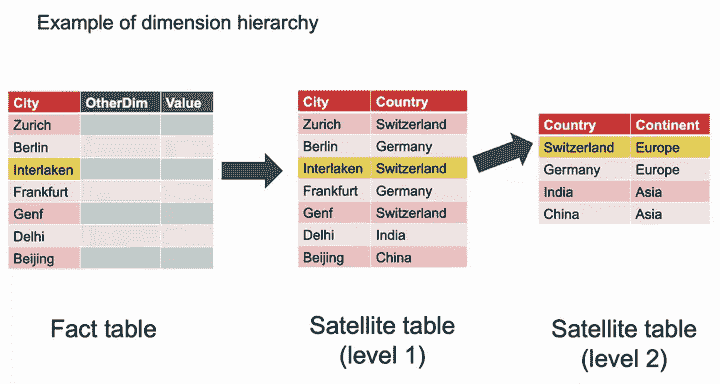 Example of dimension hierarchy
City OtherDim Value
Zurich
Berlin
Interlaken
Frankfurt
Genf
Delhi
Beijing
Fact table
City Country
Zurich Switzerland
Berlin Germany
Interlaken Switzerland
Frankfurt Germany
Genf Switzerland
Delhi India
Beijing China
Satellite table
(level 1)
Country Continent
Switzerland Europe
Germany Europe
India Asia
China Asia
Satellite table
(level 2)